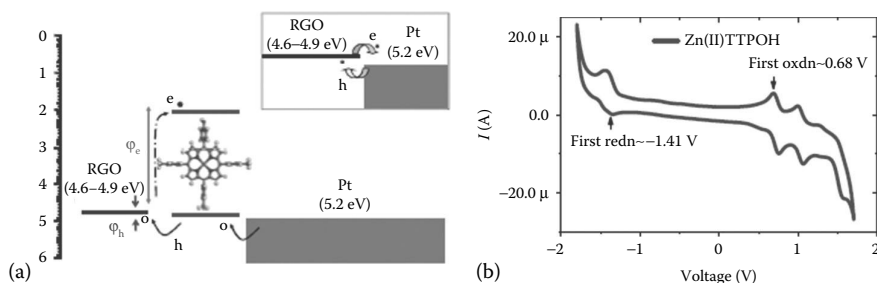 0
1
2
3
4
5
6
RGO
(4.6–4.9 eV)
e
Pt
(5.2 eV)
h
e
φe
RGO
(4.6–4.9 eV)
φh
o
h
o
Pt
(5.2 eV)
(a)
20.0 μ
0.0
−20.0 μ
I (A)
Zn(II)TTPOH
First oxdn~0.68 V
First redn~−1.41 V
−2
−1
0
1
2
Voltage (V)
(b)